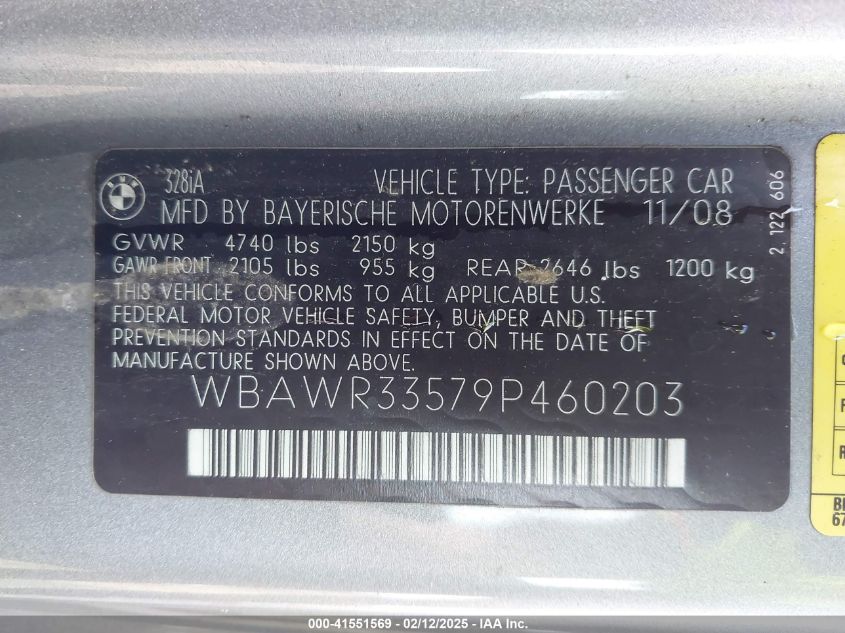 BMW
328iA VEHICLE TYPE: PASSENGER CAR
MFD BY BAYERISCHE MOTORENWERKE 11/08
GVWR 4740 lbs 2150 kg
GAWR FRONT 2105 lbs 955 kg REAR 2646 lbs 1200 kg
THIS VEHICLE CONFORMS TO ALL APPLICABLE U.S.
FEDERAL MOTOR VEHICLE SAFETY, BUMPER AND THEFT
PREVENTION STANDARDS IN EFFECT ON THE DATE OF
MANUFACTURE SHOWN ABOVE.
WBAWR33579P460203
2 122 606
000-41551569 • 02/12/2025 • IAA Inc.